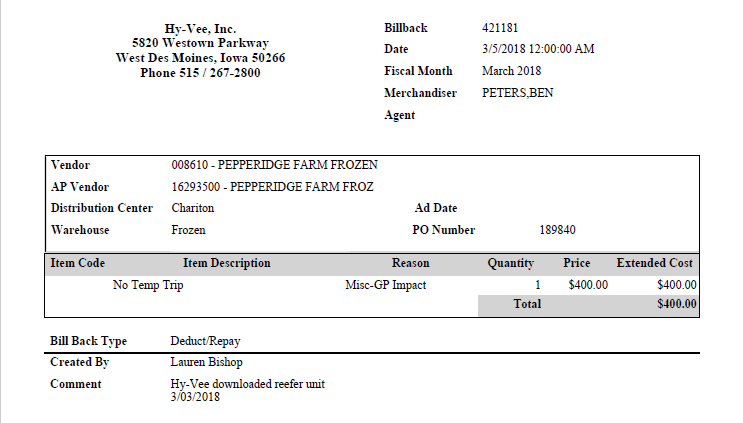 Hy-Vee, Inc.
5820 Westown Parkway
West Des Moines, Iowa 50266
Phone 515 / 267-2800
Billback 421181
Date 3/5/2018 12:00:00 AM
Fiscal Month March 2018
Merchandiser PETERS,BEN
Agent
Vendor 008610 - PEPPERIDGE FARM FROZEN
AP Vendor 16293500 - PEPPERIDGE FARM FROZ
Distribution Center Chariton Ad Date
Warehouse Frozen PO Number 189840
Item Code Item Description Reason Quantity Price Extended Cost
No Temp Trip Misc-GP Impact 1 $400.00 $400.00
Total $400.00
Bill Back Type Deduct/Repay
Created By Lauren Bishop
Comment Hy-Vee downloaded reefer unit
3/03/2018